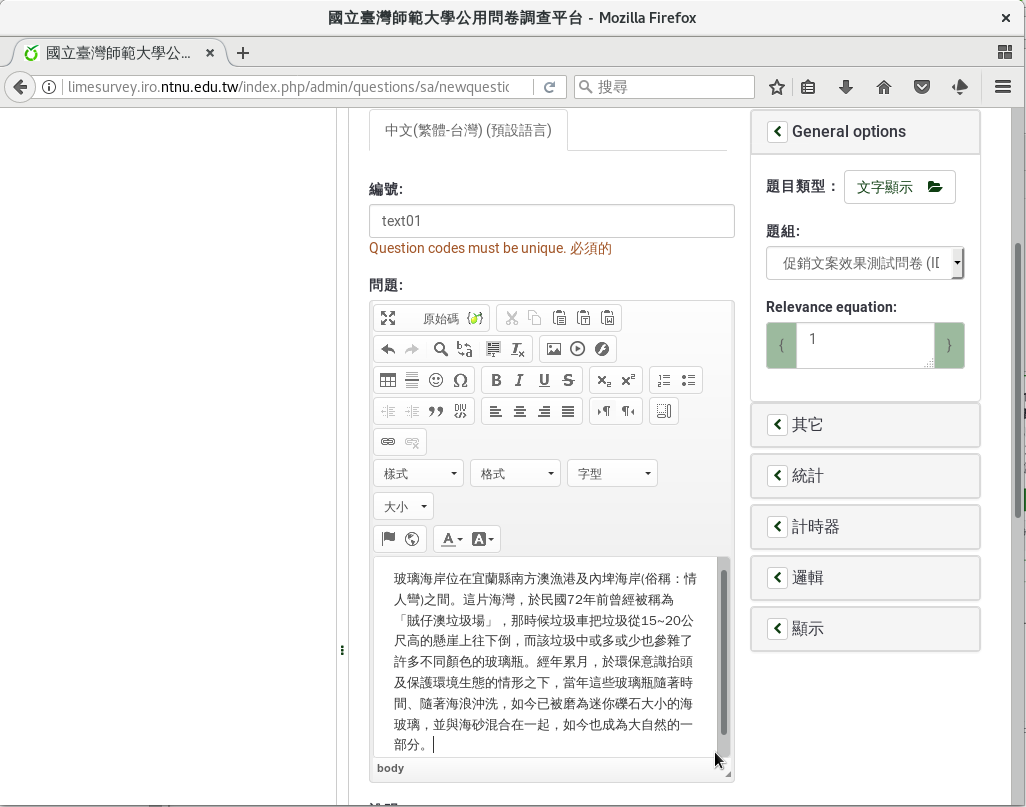 國立臺灣師範大學公用問卷調查平台 - Mozilla Firefox
國立臺灣師範大學公...
limesurvey.iro.ntnu.edu.tw/index.php/admin/questions/sa/newquestic
搜尋
中文(繁體-台灣) (預設語言)
編號:
text01
Question codes must be unique. 必須的
問題:
原始碼
樣式
格式
字型
大小
玻璃海岸位在宜蘭縣南方澳漁港及內埤海岸(俗稱：情
人彎)之間。這片海灣，於民國72年前曾經被稱為
「賊仔澳垃圾場」，那時候垃圾車把垃圾從15~20公
尺高的懸崖上往下倒，而該垃圾中或多或少也參雜了
許多不同顏色的玻璃瓶。經年累月，於環保意識抬頭
及保護環境生態的情形之下，當年這些玻璃瓶隨著時
間、隨著海浪沖洗，如今已被磨為迷你礫石大小的海
玻璃，並與海砂混合在一起，如今也成為大自然的一
部分。
body
General options
題目類型：
文字顯示
題組:
促銷文案效果測試問卷 (II
Relevance equation:
{ 1 }
其它
統計
計時器
邏輯
顯示